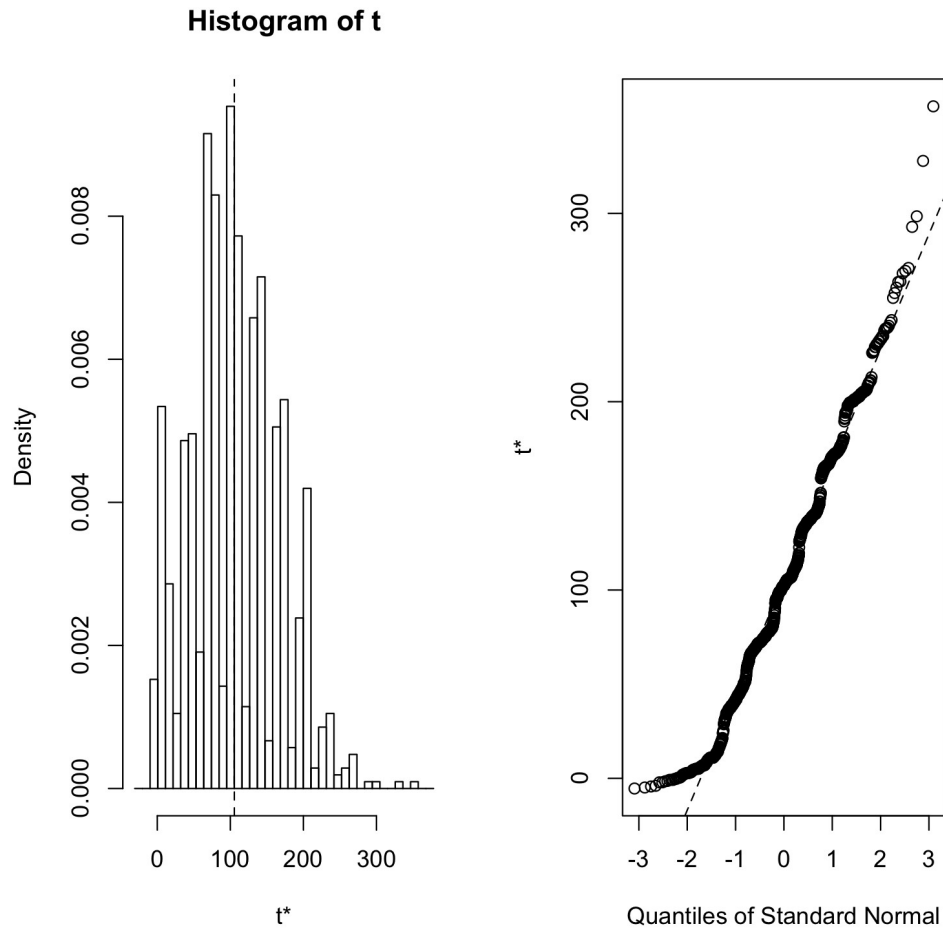 Histogram of t
Density
0.000 0.002 0.004 0.006 0.008
0 100 200 300
t*
t*
0 100 200 300
-3 -2 -1 0 1 2 3
Quantiles of Standard Normal